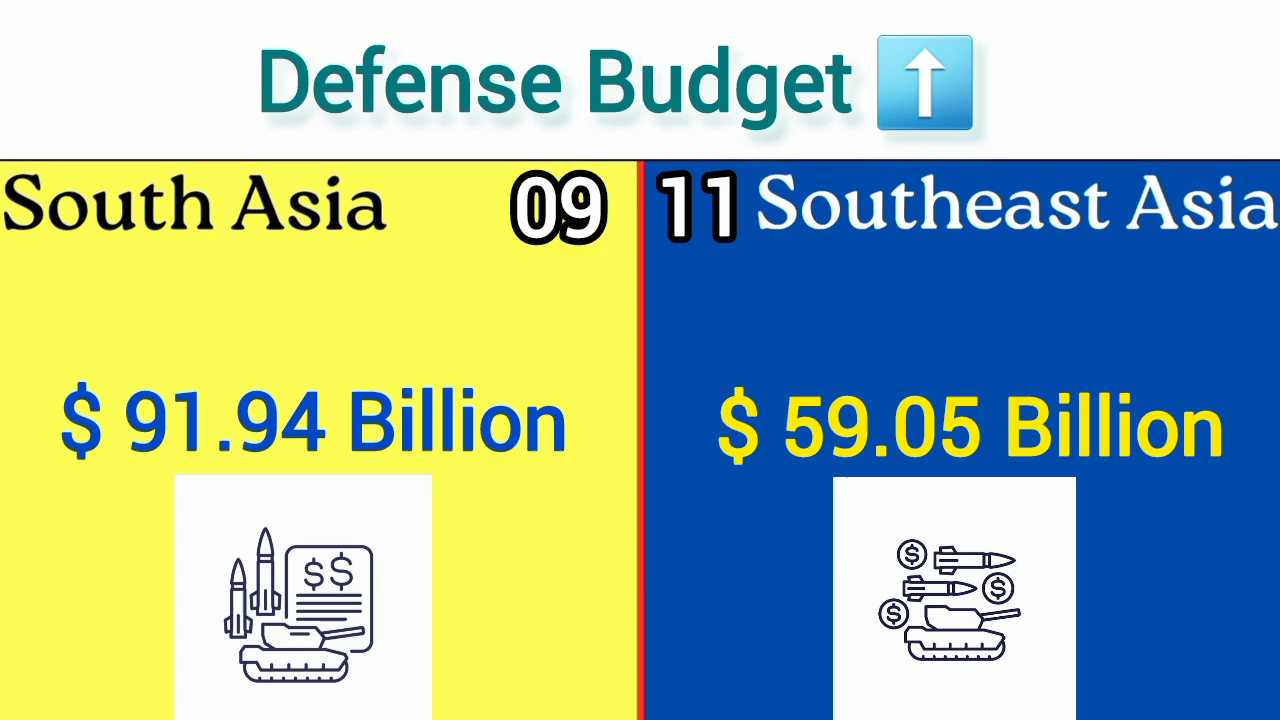 Defense Budget ⬆️
South Asia 09
11 Southeast Asia
$ 91.94 Billion
$ 59.05 Billion
$$
$
$
$